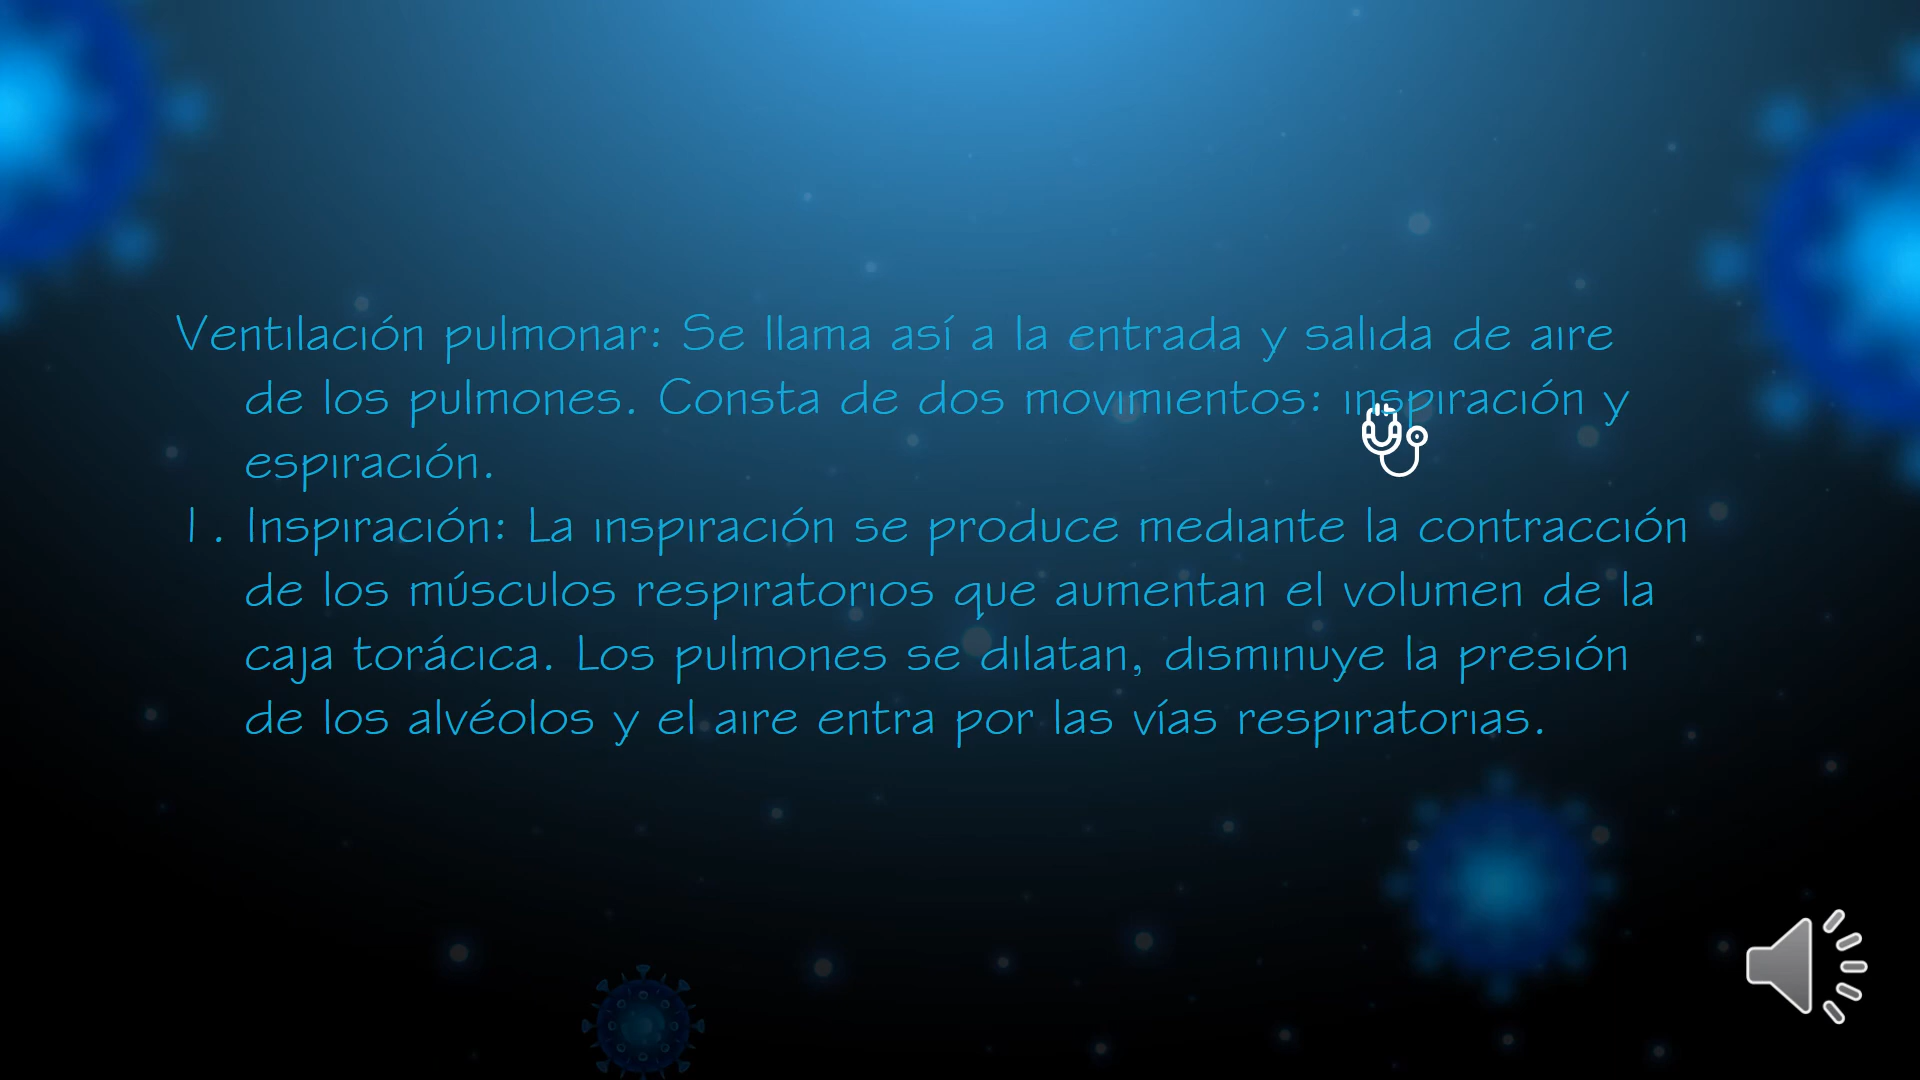 Ventilación pulmonar: Se llama así a la entrada y salida de aire
de los pulmones. Consta de dos movimientos: inspiración y
espiración.
1. Inspiración: La inspiración se produce mediante la contracción
de los músculos respiratorios que aumentan el volumen de la
caja torácica. Los pulmones se dilatan, disminuye la presión
de los alvéolos y el aire entra por las vías respiratorias.